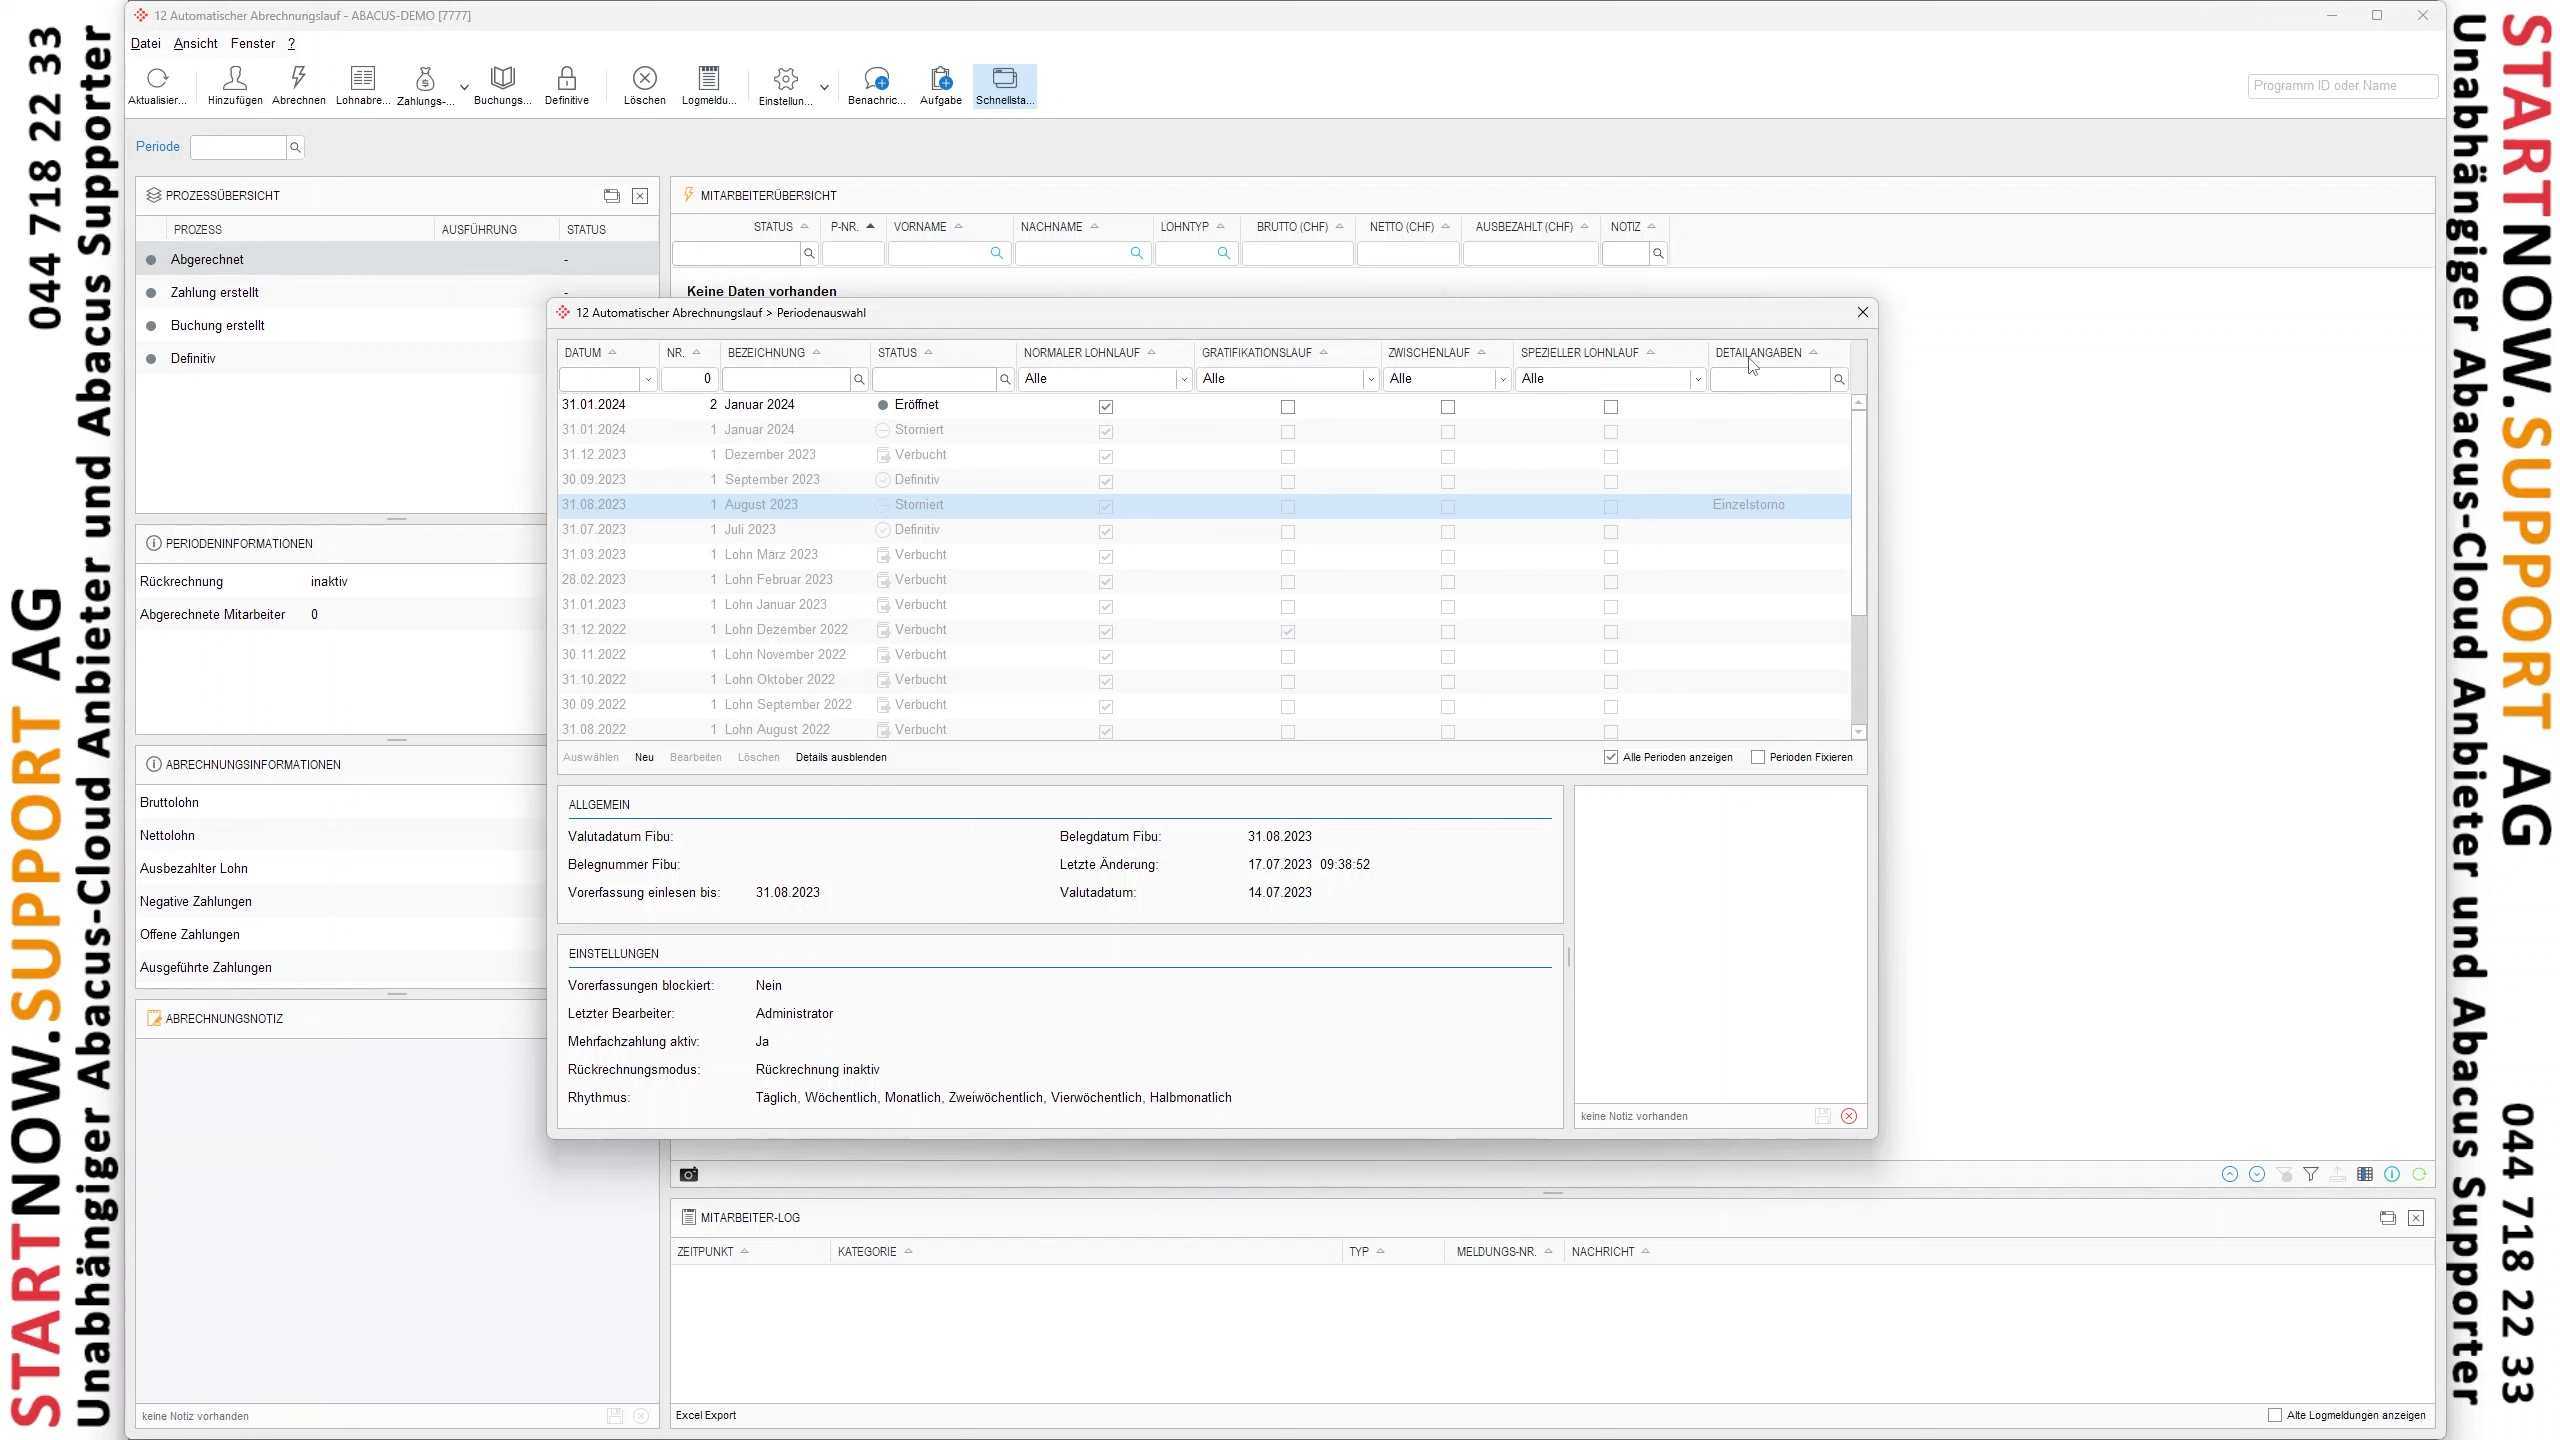 STARTNOW.SUPPORT AG 044 718 22 33
Unabhängiger Abacus-Cloud Anbieter und Abacus Supporter
12 Automatischer Abrechnungslauf - ABACUS-DEMO [7777]
Datei Ansicht Fenster ?
Aktualisier... Hinzufügen Abrechnen Lohnabre... Zahlungs-... Buchungs... Definitive Löschen Logmeldu... Einstellun... Benachric... Aufgabe Schnellsta... Programm ID oder Name
Periode
PROZESSÜBERSICHT
PROZESS AUSFÜHRUNG STATUS
Abgerechnet -
Zahlung erstellt -
Buchung erstellt
Definitiv
PERIODENINFORMATIONEN
Rückrechnung inaktiv
Abgerechnete Mitarbeiter 0
ABRECHNUNGSINFORMATIONEN
Bruttolohn
Nettolohn
Ausbezahlter Lohn
Negative Zahlungen
Offene Zahlungen
Ausgeführte Zahlungen
ABRECHNUNGSNOTIZ
keine Notiz vorhanden
MITARBEITERÜBERSICHT
STATUS P-NR. VORNAME NACHNAME LOHNTYP BRUTTO (CHF) NETTO (CHF) AUSBEZAHLT (CHF) NOTIZ
Keine Daten vorhanden
12 Automatischer Abrechnungslauf > Periodenauswahl
DATUM NR. BEZEICHNUNG STATUS NORMALER LOHNLAUF GRATIFIKATIONSLAUF ZWISCHENLAUF SPEZIELLER LOHNLAUF DETAILANGABEN
0 Alle Alle Alle Alle
31.01.2024 2 Januar 2024 Eröffnet
31.01.2024 1 Januar 2024 Storniert
31.12.2023 1 Dezember 2023 Verbucht
30.09.2023 1 September 2023 Definitiv
31.08.2023 1 August 2023 Storniert Einzelstorno
31.07.2023 1 Juli 2023 Definitiv
31.03.2023 1 Lohn März 2023 Verbucht
28.02.2023 1 Lohn Februar 2023 Verbucht
31.01.2023 1 Lohn Januar 2023 Verbucht
31.12.2022 1 Lohn Dezember 2022 Verbucht
30.11.2022 1 Lohn November 2022 Verbucht
31.10.2022 1 Lohn Oktober 2022 Verbucht
30.09.2022 1 Lohn September 2022 Verbucht
31.08.2022 1 Lohn August 2022 Verbucht
Auswählen Neu Bearbeiten Löschen Details ausblenden Alle Perioden anzeigen Perioden Fixieren
ALLGEMEIN
Valutadatum Fibu: Belegdatum Fibu: 31.08.2023
Belegnummer Fibu: Letzte Änderung: 17.07.2023 09:38:52
Vorerfassung einlesen bis: 31.08.2023 Valutadatum: 14.07.2023
EINSTELLUNGEN
Vorerfassungen blockiert: Nein
Letzter Bearbeiter: Administrator
Mehrfachzahlung aktiv: Ja
Rückrechnungsmodus: Rückrechnung inaktiv
Rhythmus: Täglich, Wöchentlich, Monatlich, Zweiwöchentlich, Vierwöchentlich, Halbmonatlich
keine Notiz vorhanden
MITARBEITER-LOG
ZEITPUNKT KATEGORIE TYP MELDUNGS-NR. NACHRICHT
Excel Export Alte Logmeldungen anzeigen
STARTNOW.SUPPORT AG 044 718 22 33
Unabhängiger Abacus-Cloud Anbieter und Abacus Supporter